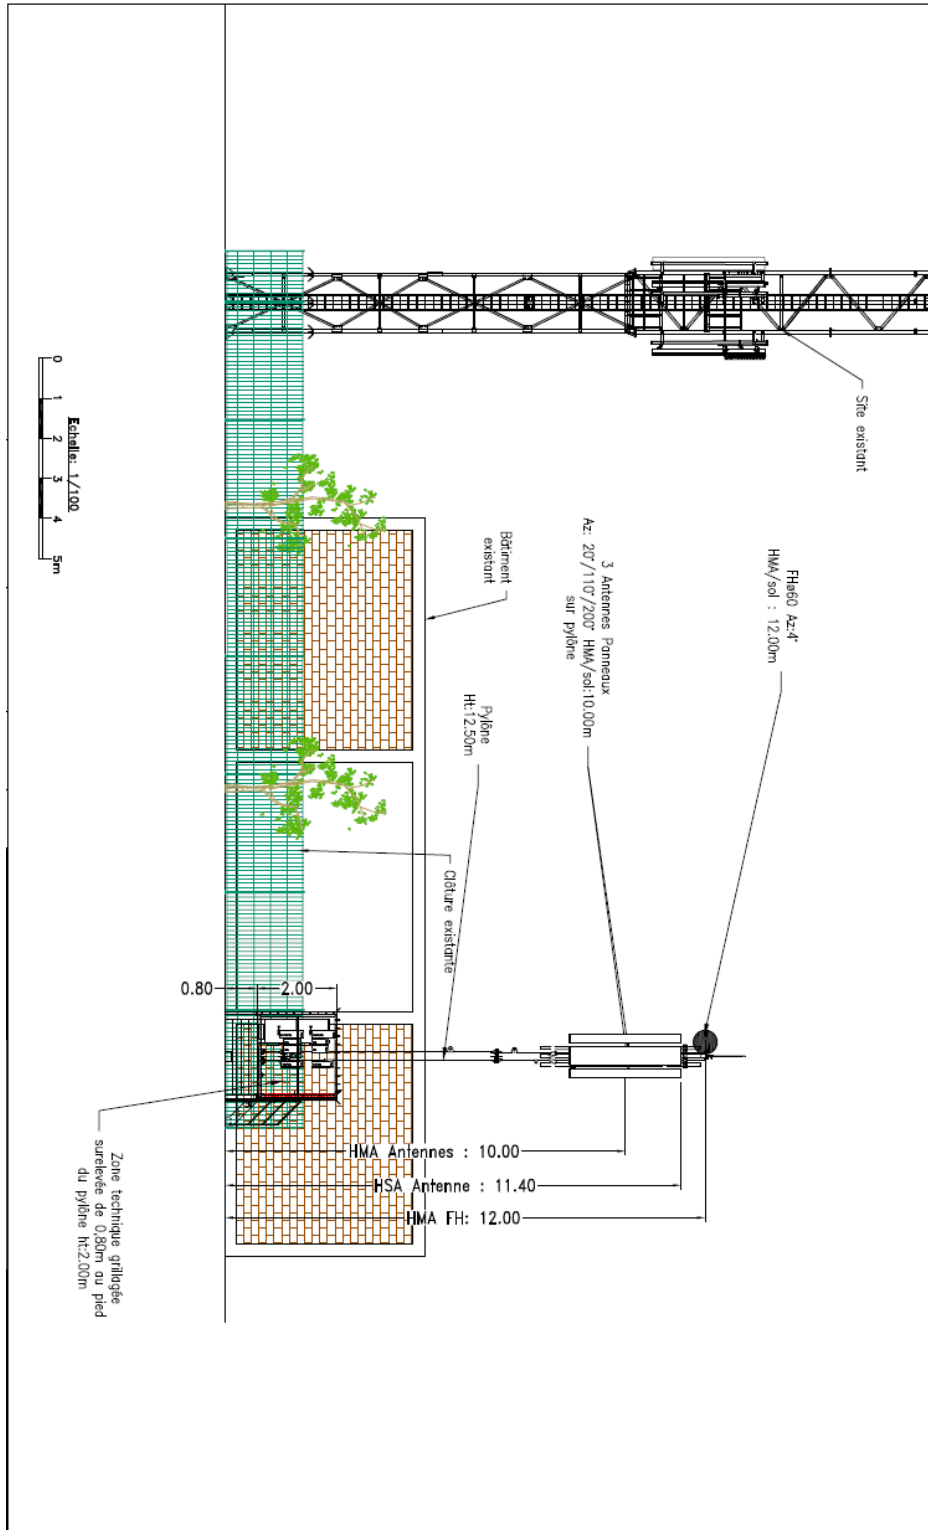 Site existant
FHø60 Az:4°
HMA/sol : 12.00m
3 Antennes Panneaux
Az: 20°/110°/200° HMA/sol:10.00m
sur pylône
Bâtiment
existant
Pylône
Ht:12.50m
Clôture existante
0.80
2.00
HMA Antennes : 10.00
HSA Antenne : 11.40
HMA FH: 12.00
Zone technique grillagée
surelevée de 0,80m au pied
du pylône ht:2.00m
Echelle: 1/100
0 1 2 3 4 5m